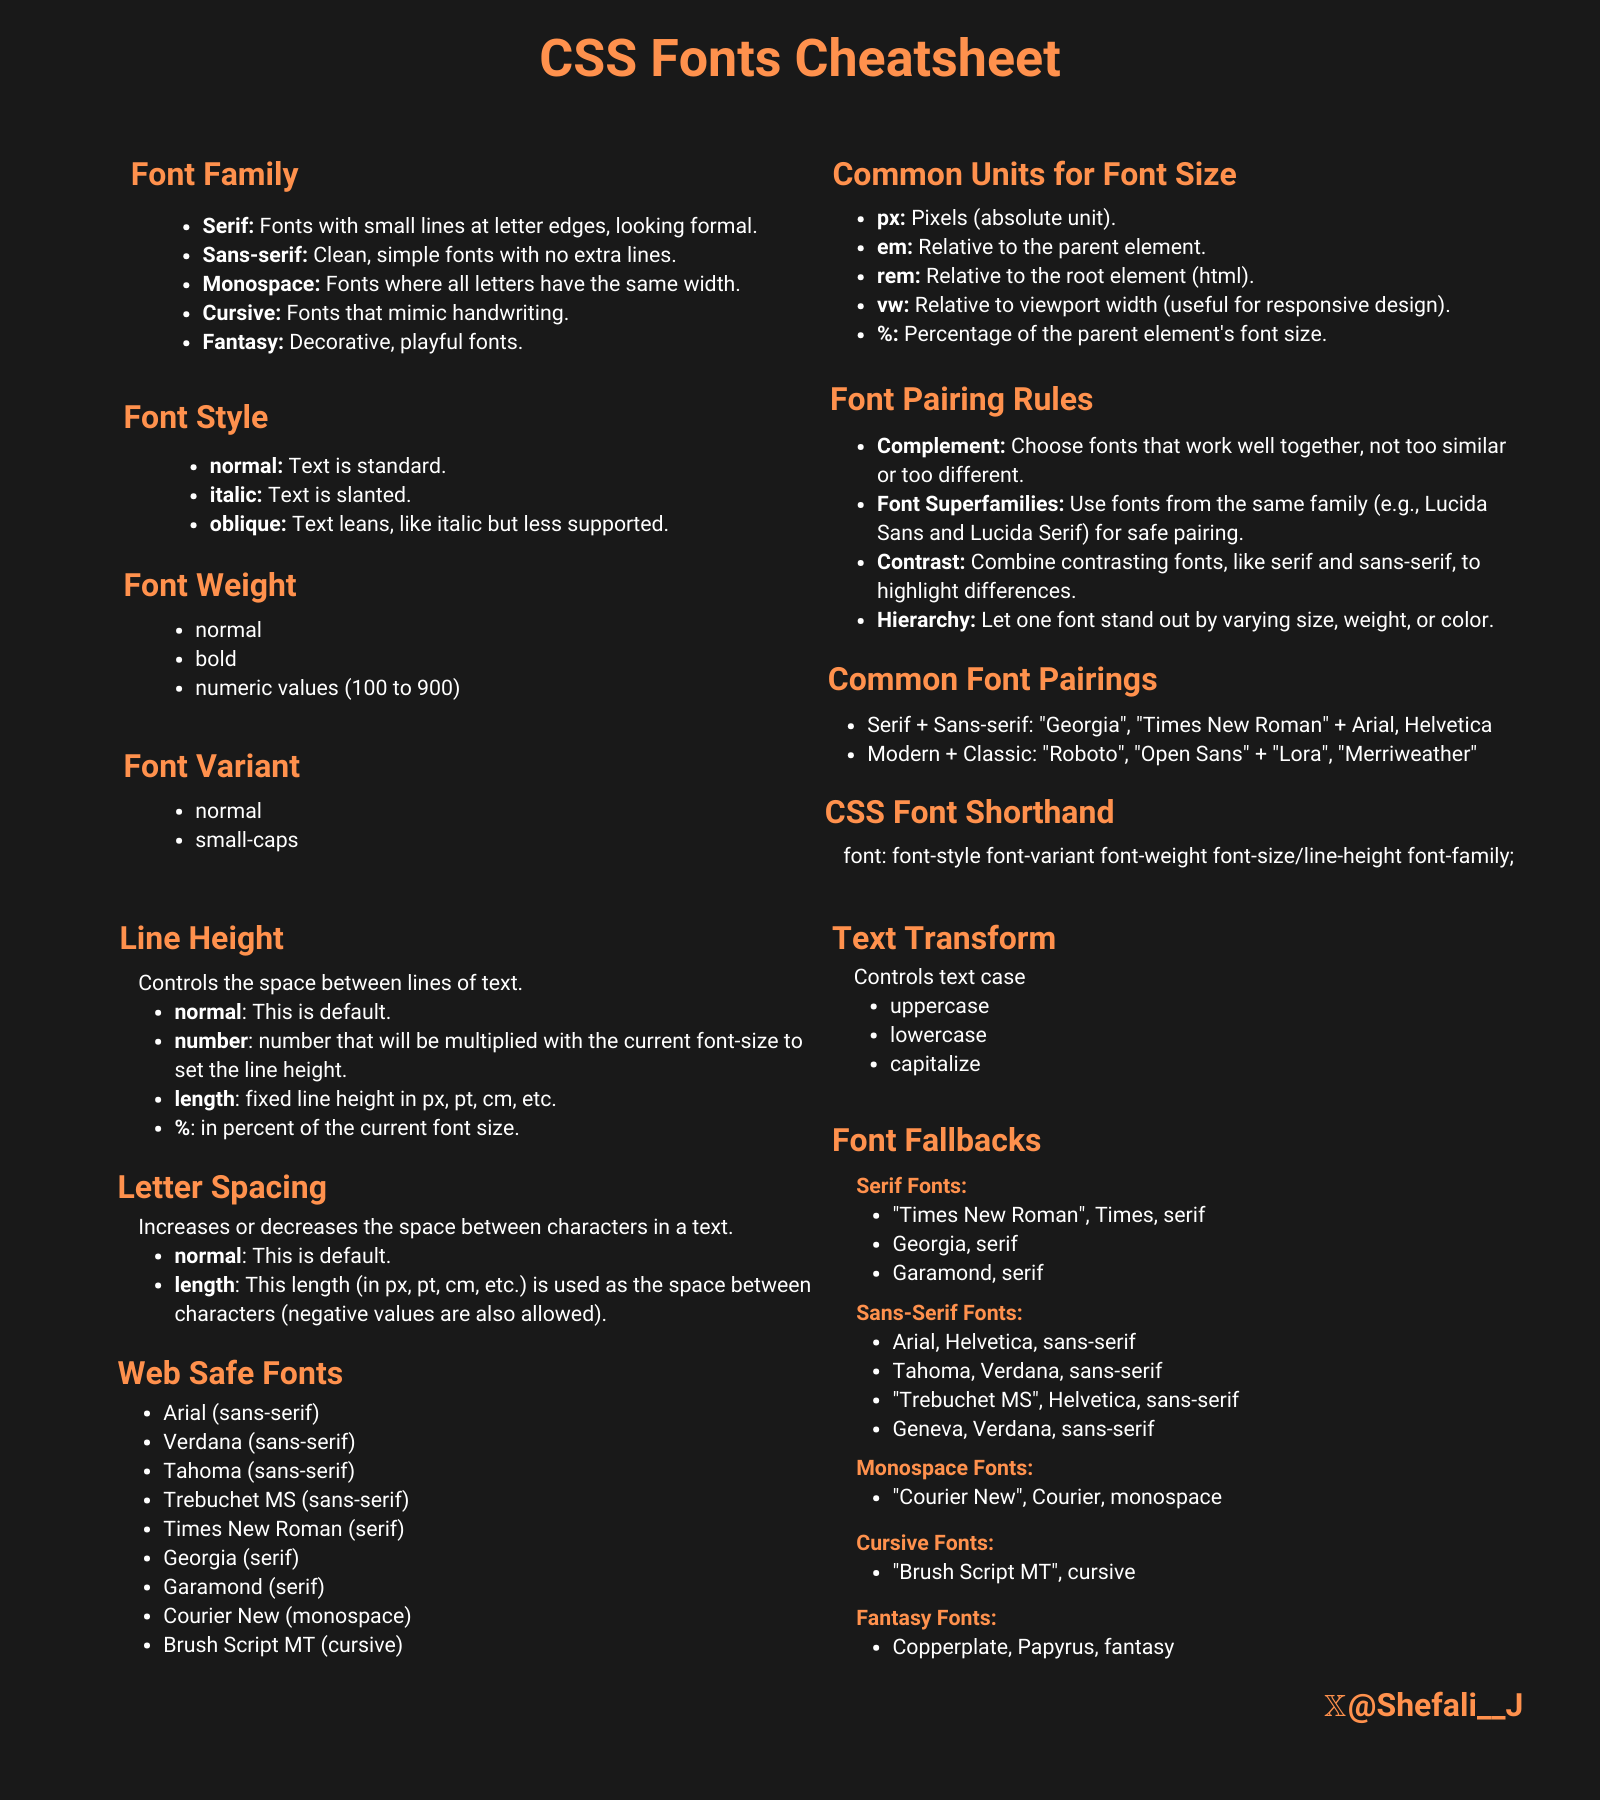 CSS Fonts Cheatsheet
Font Family
• Serif: Fonts with small lines at letter edges, looking formal.
• Sans-serif: Clean, simple fonts with no extra lines.
• Monospace: Fonts where all letters have the same width.
• Cursive: Fonts that mimic handwriting.
• Fantasy: Decorative, playful fonts.
Font Style
• normal: Text is standard.
• italic: Text is slanted.
• oblique: Text leans, like italic but less supported.
Font Weight
• normal
• bold
• numeric values (100 to 900)
Font Variant
• normal
• small-caps
Line Height
Controls the space between lines of text.
• normal: This is default.
• number: number that will be multiplied with the current font-size to
set the line height.
• length: fixed line height in px, pt, cm, etc.
• %: in percent of the current font size.
Letter Spacing
Increases or decreases the space between characters in a text.
• normal: This is default.
• length: This length (in px, pt, cm, etc.) is used as the space between
characters (negative values are also allowed).
Web Safe Fonts
• Arial (sans-serif)
• Verdana (sans-serif)
• Tahoma (sans-serif)
• Trebuchet MS (sans-serif)
• Times New Roman (serif)
• Georgia (serif)
• Garamond (serif)
• Courier New (monospace)
• Brush Script MT (cursive)
Common Units for Font Size
• px: Pixels (absolute unit).
• em: Relative to the parent element.
• rem: Relative to the root element (html).
• vw: Relative to viewport width (useful for responsive design).
• %: Percentage of the parent element's font size.
Font Pairing Rules
• Complement: Choose fonts that work well together, not too similar
or too different.
• Font Superfamilies: Use fonts from the same family (e.g., Lucida
Sans and Lucida Serif) for safe pairing.
• Contrast: Combine contrasting fonts, like serif and sans-serif, to
highlight differences.
• Hierarchy: Let one font stand out by varying size, weight, or color.
Common Font Pairings
• Serif + Sans-serif: "Georgia", "Times New Roman" + Arial, Helvetica
• Modern + Classic: "Roboto", "Open Sans" + "Lora", "Merriweather"
CSS Font Shorthand
font: font-style font-variant font-weight font-size/line-height font-family;
Text Transform
Controls text case
• uppercase
• lowercase
• capitalize
Font Fallbacks
Serif Fonts:
• "Times New Roman", Times, serif
• Georgia, serif
• Garamond, serif
Sans-Serif Fonts:
• Arial, Helvetica, sans-serif
• Tahoma, Verdana, sans-serif
• "Trebuchet MS", Helvetica, sans-serif
• Geneva, Verdana, sans-serif
Monospace Fonts:
• "Courier New", Courier, monospace
Cursive Fonts:
• "Brush Script MT", cursive
Fantasy Fonts:
• Copperplate, Papyrus, fantasy
𝕏@Shefali__J